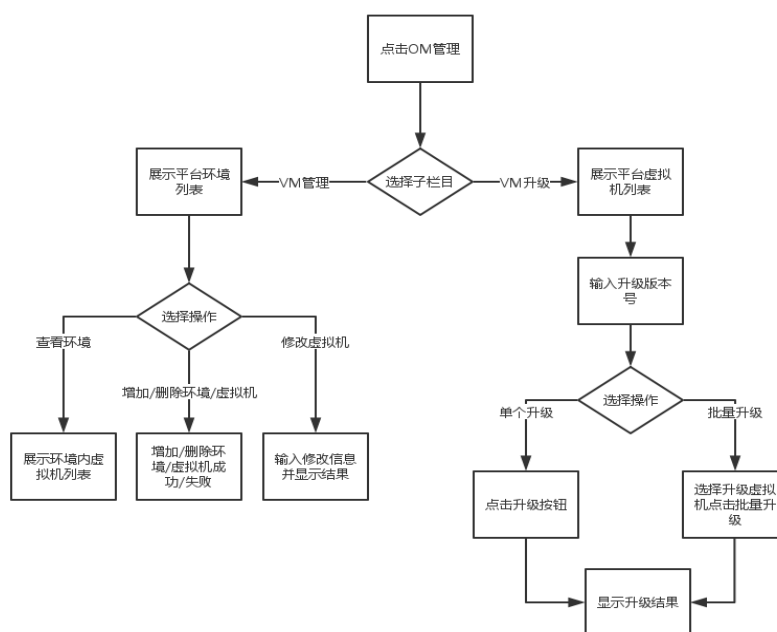 点击OM管理
展示平台环境
列表
VM管理
选择子栏目
VM升级
展示平台虚拟
机列表
输入升级版本
号
选择操作
查看环境
修改虚拟机
增加/删除环境/虚拟机
选择操作
单个升级
批量升级
展示环境内虚
拟机列表
增加/删除环
境/虚拟机成
功/失败
输入修改信息
并显示结果
点击升级按钮
选择升级虚拟
机点击批量升
级
显示升级结果